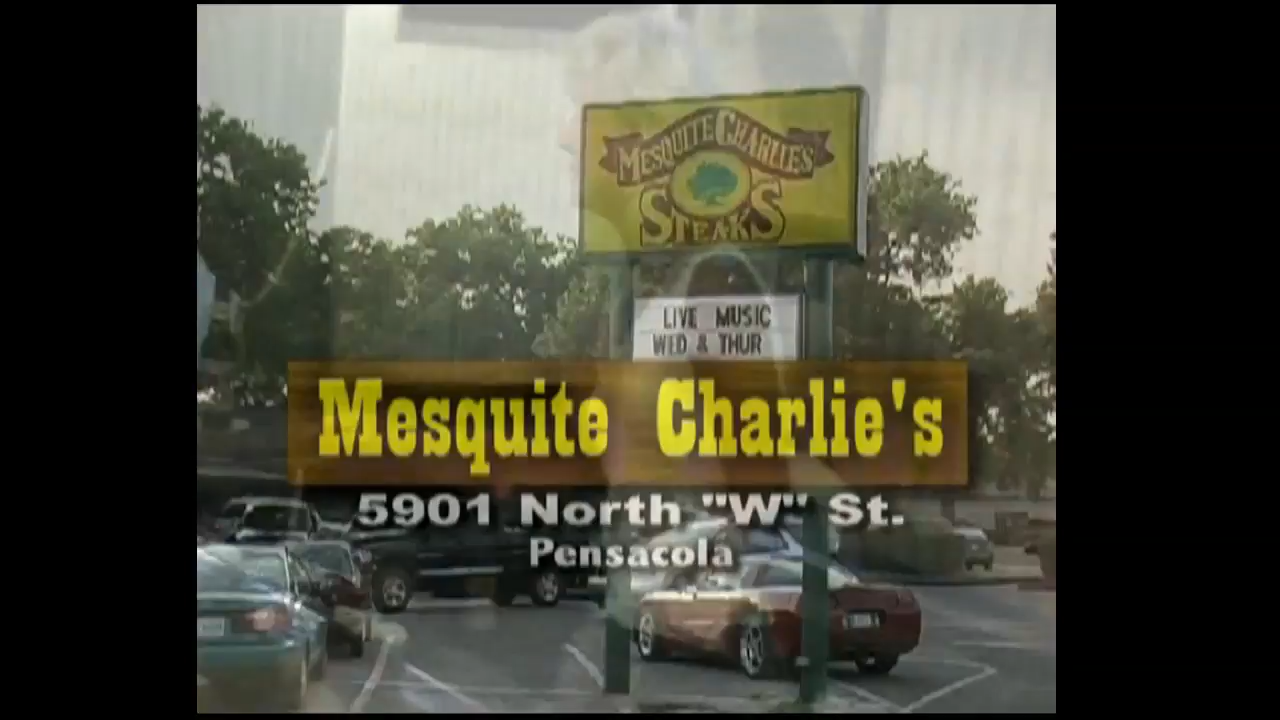 MESQUITE CHARLIE'S
STEAKS
LIVE MUSIC
WED & THUR
Mesquite Charlie's
5901 North "W" St.
Pensacola